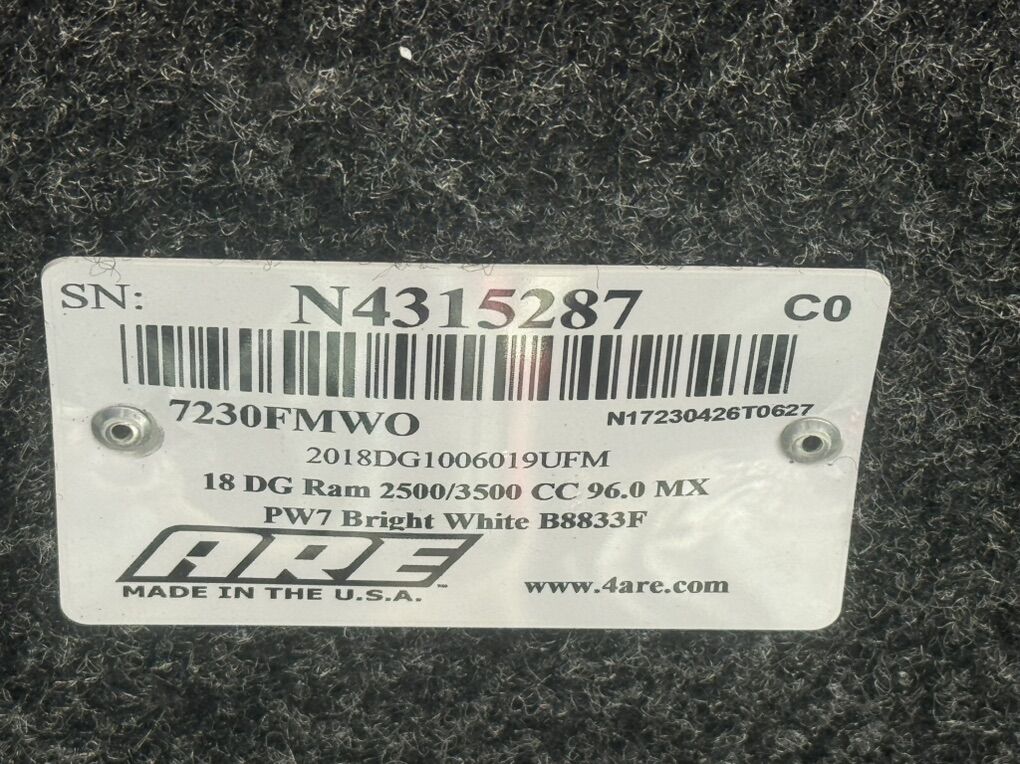 SN: N4315287 C0
7230FMWO N17230426T0627
2018DG1006019UFM
18 DG Ram 2500/3500 CC 96.0 MX
PW7 Bright White B8833F
ARE™
MADE IN THE U.S.A. www.4are.com